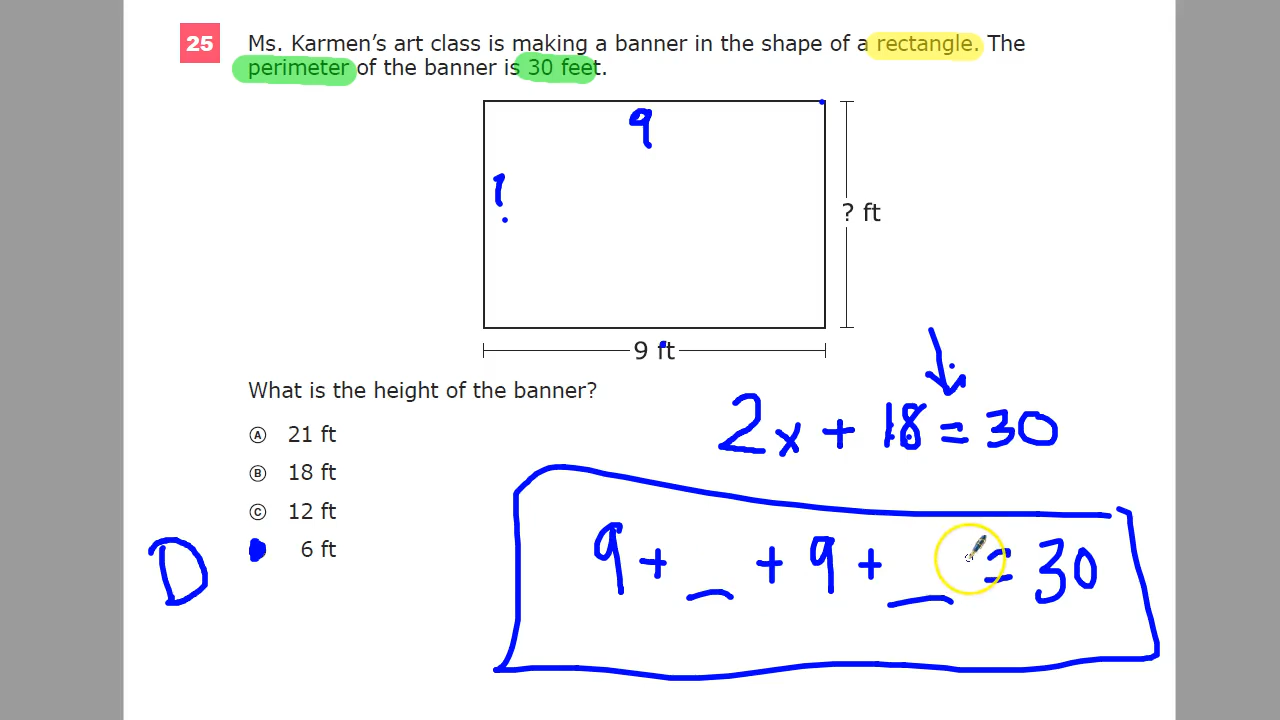 25 Ms. Karmen's art class is making a banner in the shape of a rectangle. The
perimeter of the banner is 30 feet.
9
?
? ft
9 ft
What is the height of the banner?
A 21 ft
B 18 ft
C 12 ft
6 ft
D
2x + 18 = 30
9 + _ + 9 + _ = 30